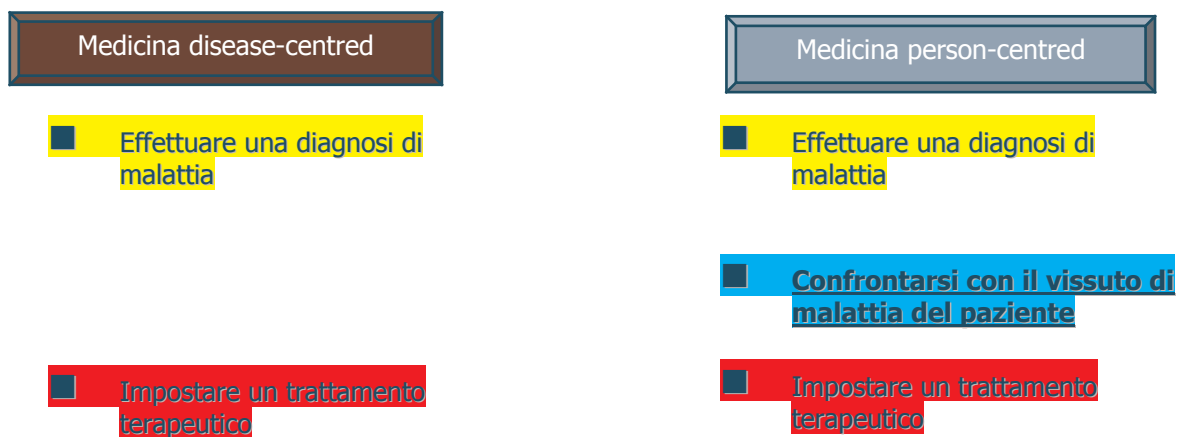 Medicina disease-centred
Effettuare una diagnosi di
malattia
Impostare un trattamento
terapeutico
Medicina person-centred
Effettuare una diagnosi di
malattia
Confrontarsi con il vissuto di
malattia del paziente
Impostare un trattamento
terapeutico